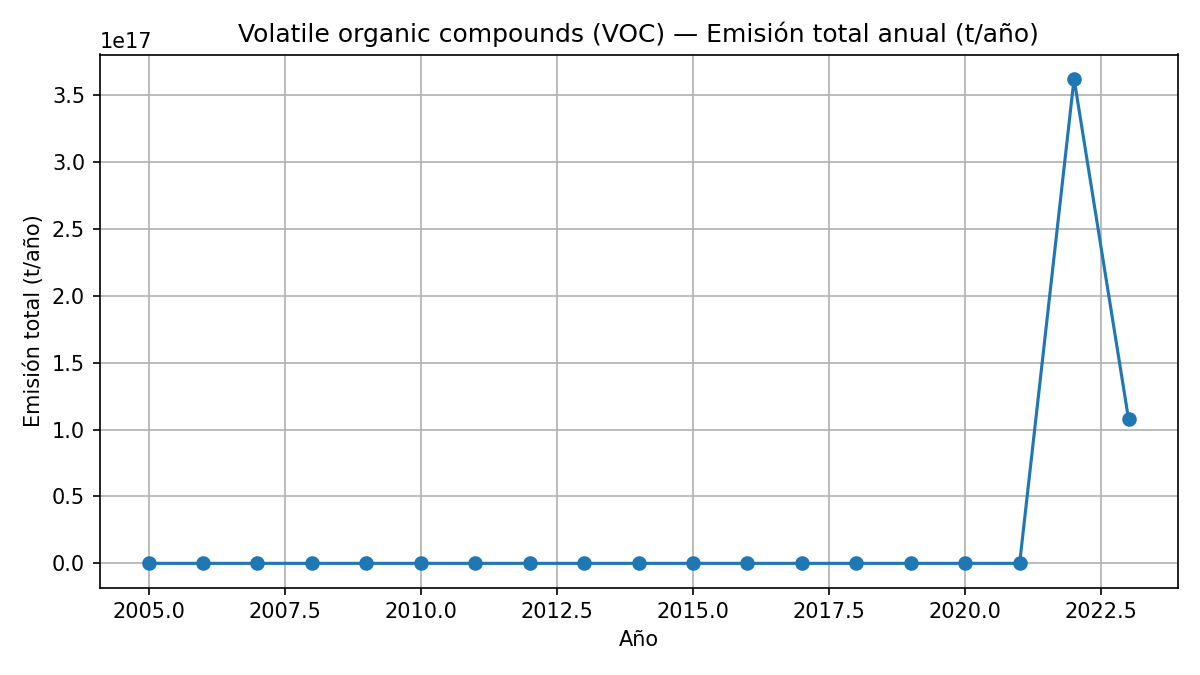 Volatile organic compounds (VOC) — Emisión total anual (t/año)
1e17
Emisión total (t/año)
3.5
3.0
2.5
2.0
1.5
1.0
0.5
0.0
2005.0 2007.5 2010.0 2012.5 2015.0 2017.5 2020.0 2022.5
Año